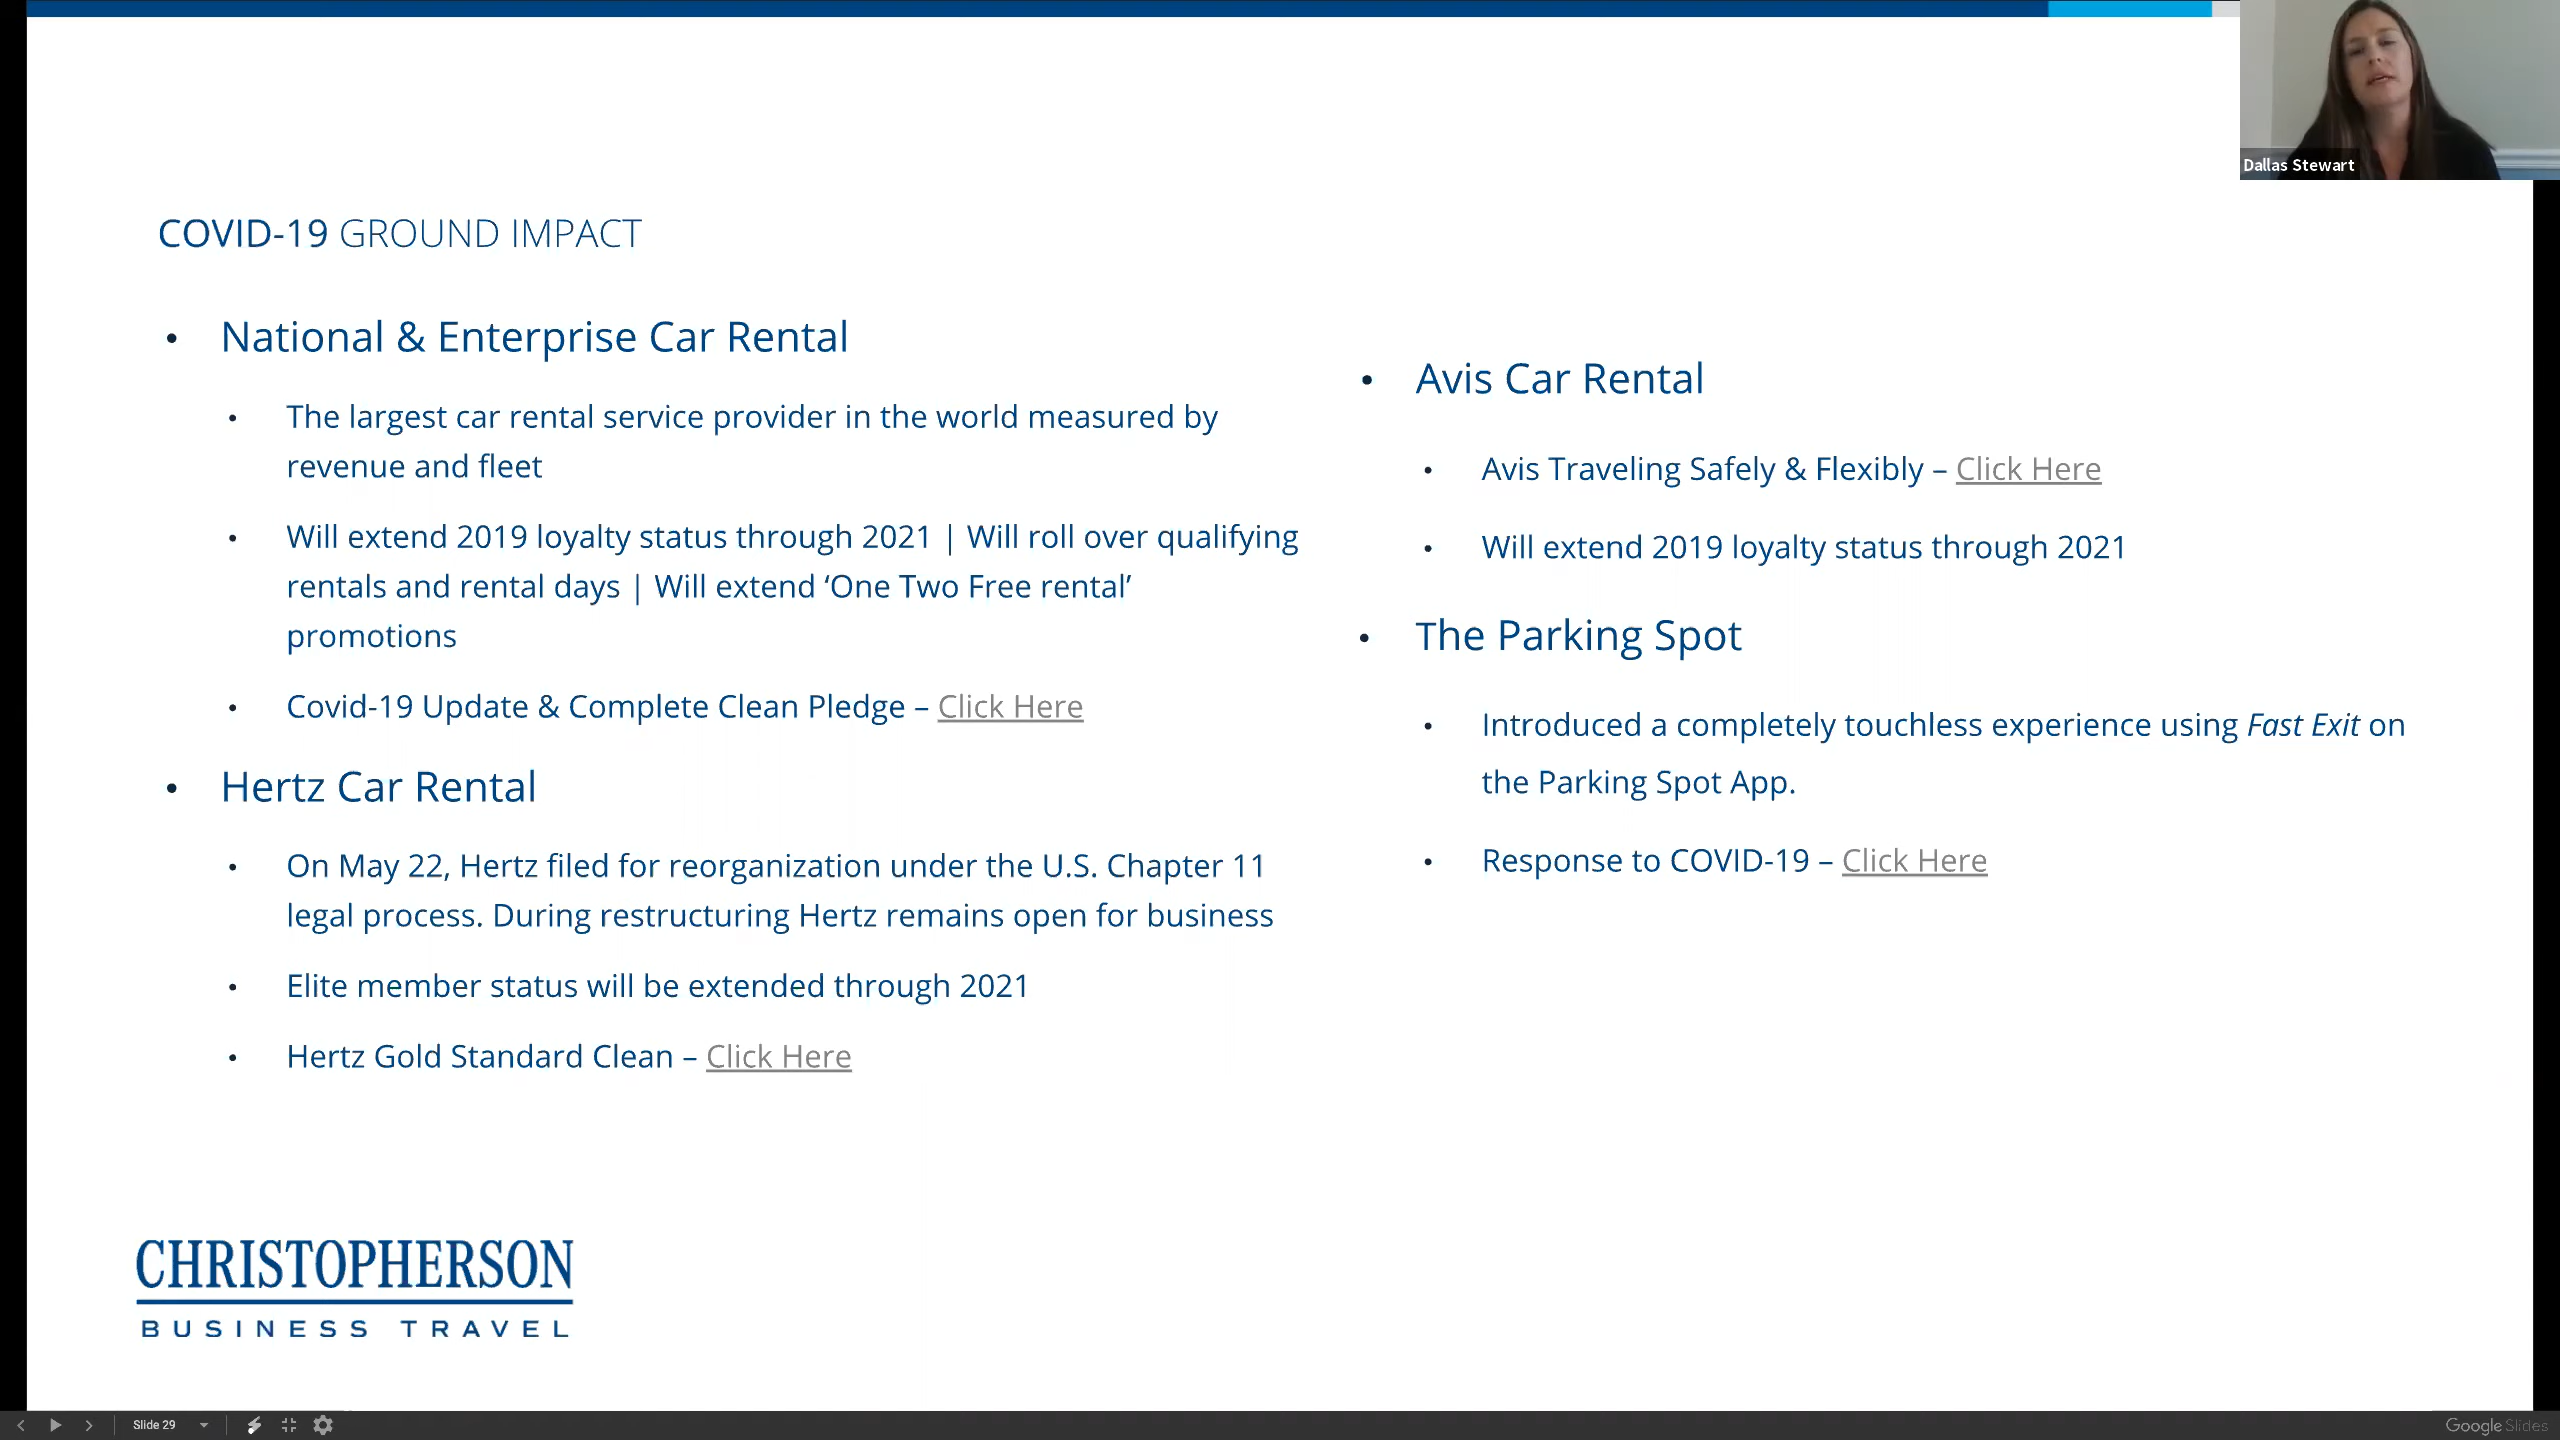 Dallas Stewart
COVID-19 GROUND IMPACT
• National & Enterprise Car Rental
• The largest car rental service provider in the world measured by
revenue and fleet
• Will extend 2019 loyalty status through 2021 | Will roll over qualifying
rentals and rental days | Will extend ‘One Two Free rental’
promotions
• Covid-19 Update & Complete Clean Pledge – Click Here
• Hertz Car Rental
• On May 22, Hertz filed for reorganization under the U.S. Chapter 11
legal process. During restructuring Hertz remains open for business
• Elite member status will be extended through 2021
• Hertz Gold Standard Clean – Click Here
• Avis Car Rental
• Avis Traveling Safely & Flexibly – Click Here
• Will extend 2019 loyalty status through 2021
• The Parking Spot
• Introduced a completely touchless experience using Fast Exit on
the Parking Spot App.
• Response to COVID-19 – Click Here
CHRISTOPHERSON
BUSINESS TRAVEL
Slide 29
Google Slides